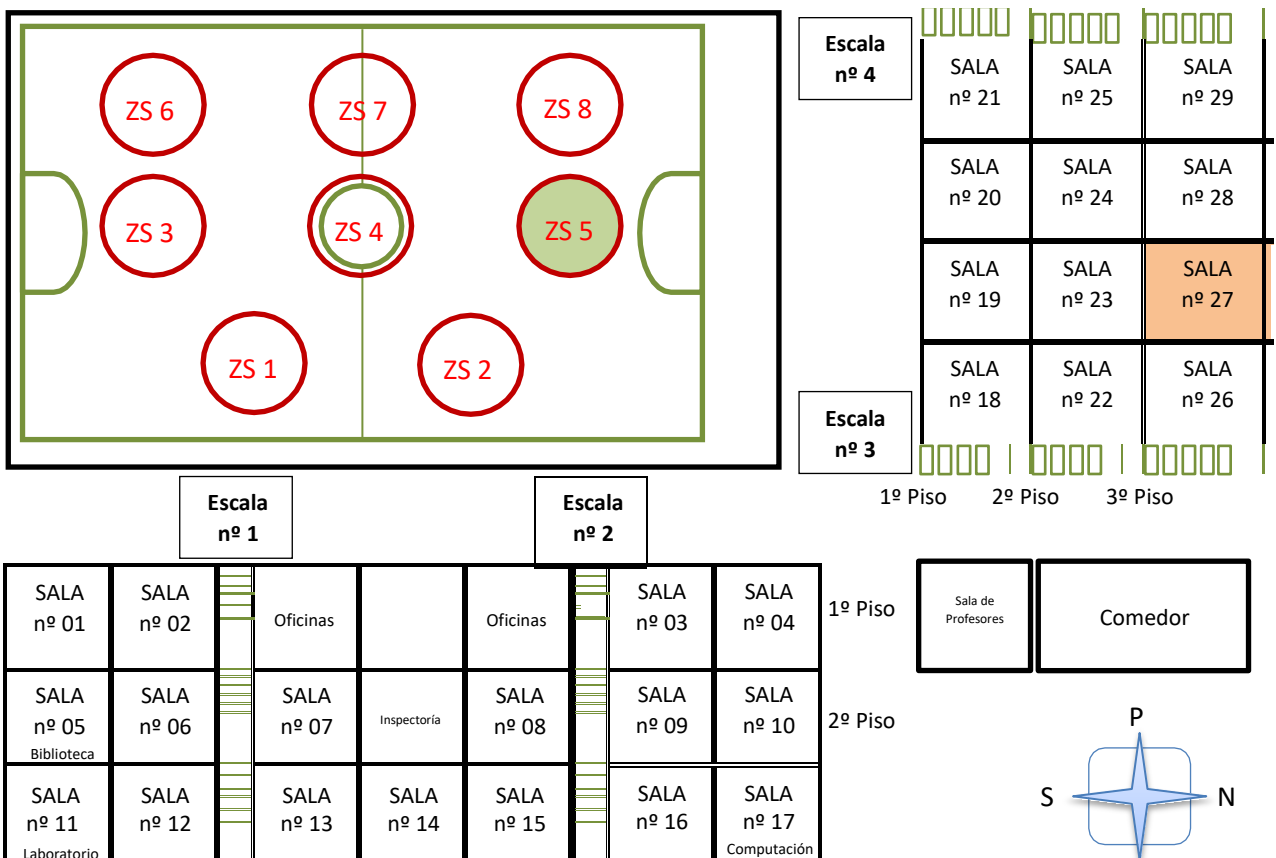 ZS 6
ZS 7
ZS 8
ZS 3
ZS 4
ZS 5
ZS 1
ZS 2
Escala
nº 4
SALA
nº 21
SALA
nº 25
SALA
nº 29
SALA
nº 20
SALA
nº 24
SALA
nº 28
SALA
nº 19
SALA
nº 23
SALA
nº 27
SALA
nº 18
SALA
nº 22
SALA
nº 26
Escala
nº 3
1º Piso
2º Piso
3º Piso
Escala
nº 1
Escala
nº 2
SALA
nº 01
SALA
nº 02
Oficinas
Oficinas
SALA
nº 03
SALA
nº 04
1º Piso
SALA
nº 05
Biblioteca
SALA
nº 06
SALA
nº 07
Inspectoría
SALA
nº 08
SALA
nº 09
SALA
nº 10
2º Piso
SALA
nº 11
Laboratorio
SALA
nº 12
SALA
nº 13
SALA
nº 14
SALA
nº 15
SALA
nº 16
SALA
nº 17
Computación
Sala de
Profesores
Comedor
P
S
N